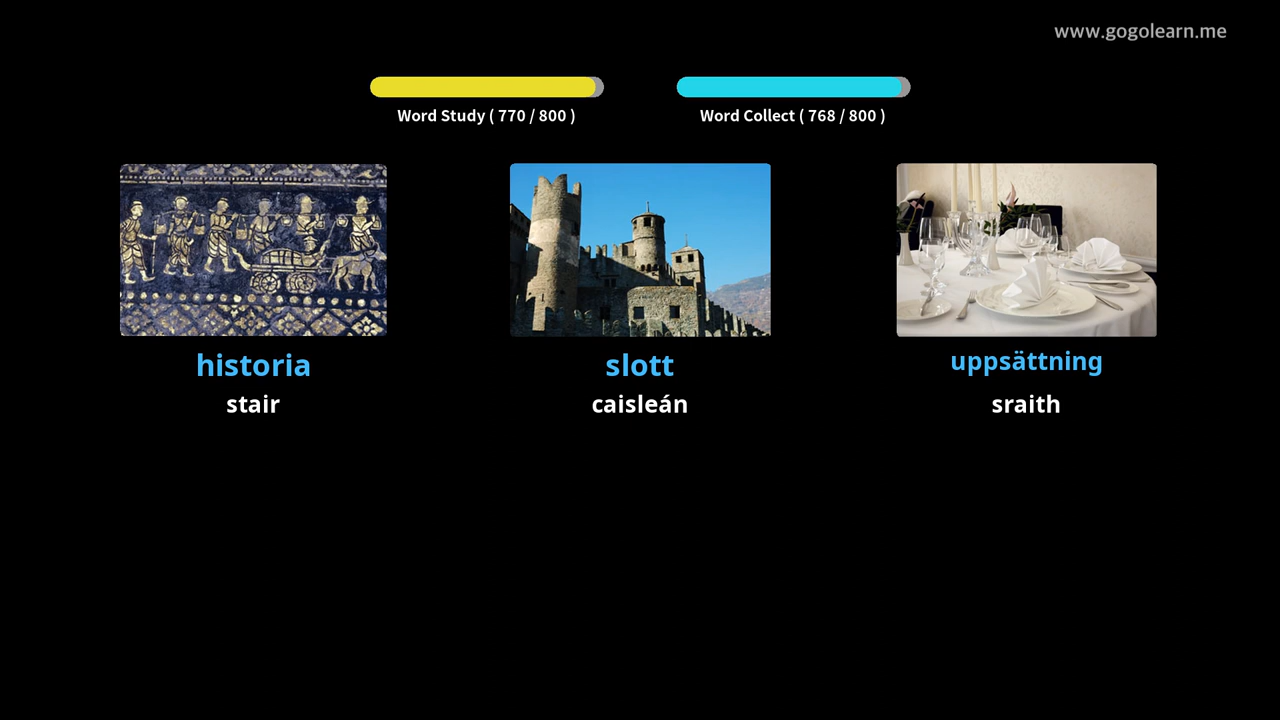 www.gogolearn.me
Word Study ( 770 / 800 )
Word Collect ( 768 / 800 )
historia
slott
uppsättning
stair
caisleán
sraith